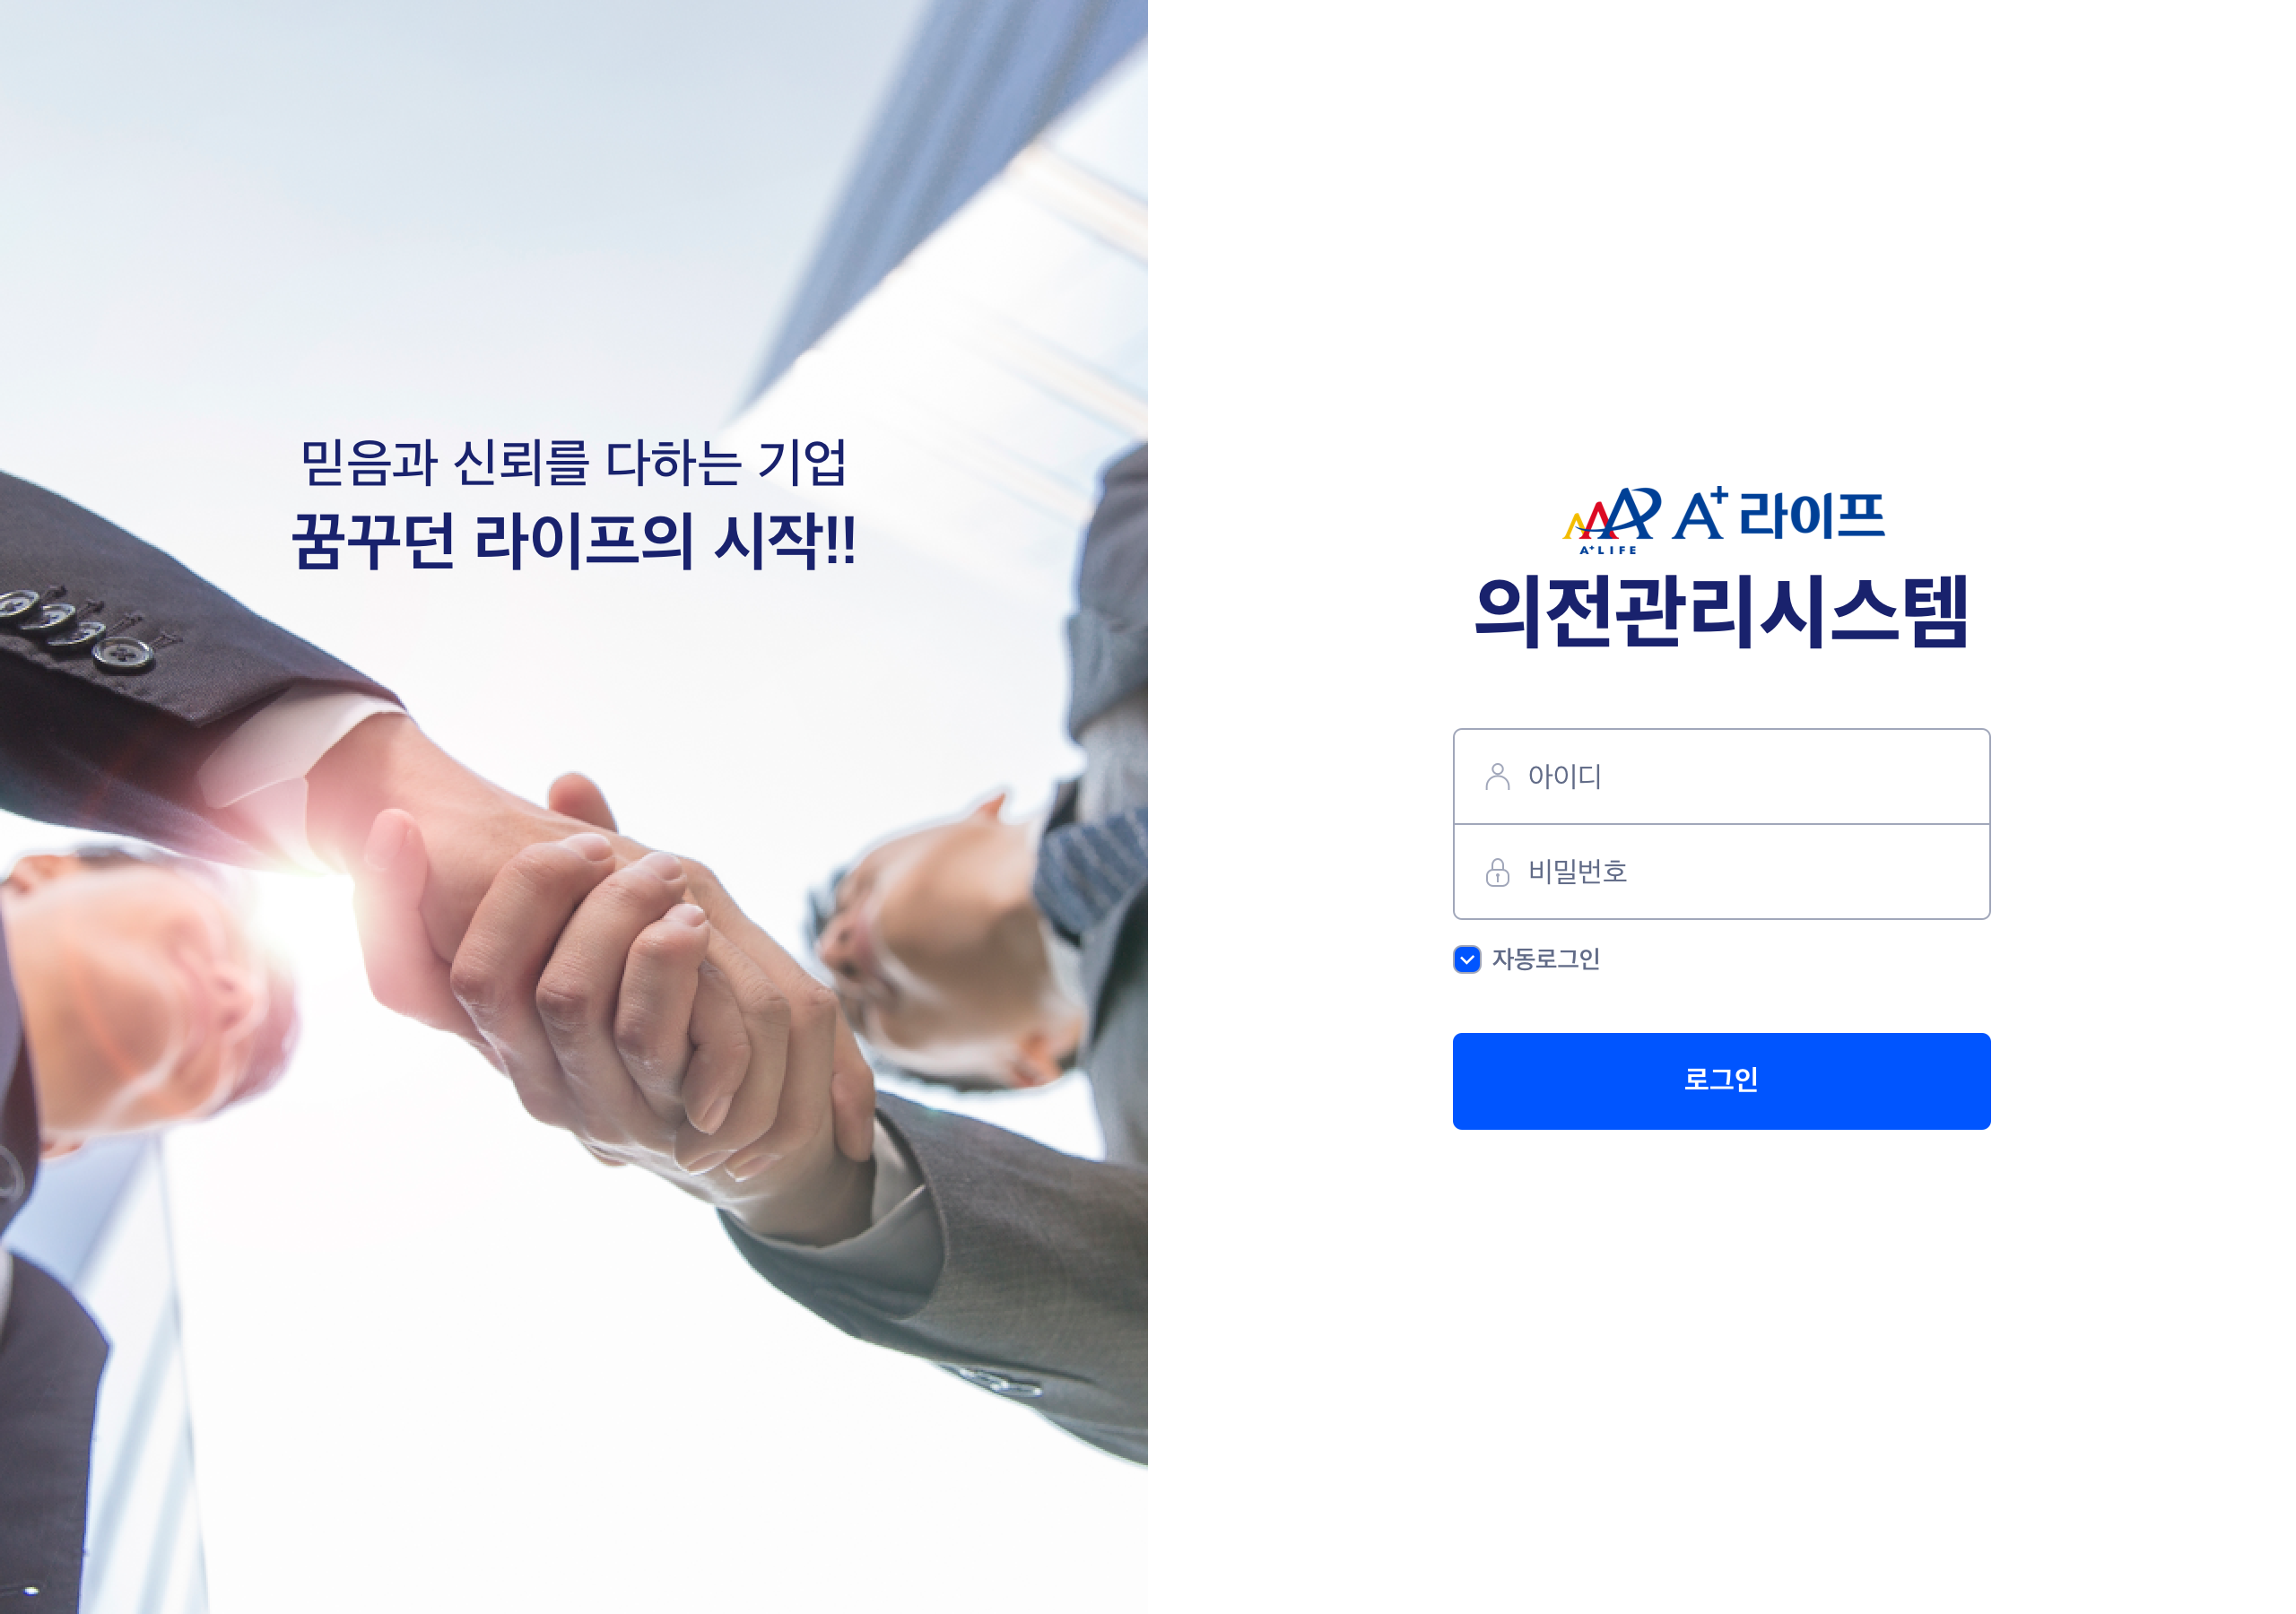 믿음과 신뢰를 다하는 기업
꿈꾸던 라이프의 시작!!
A+ 라이프
A+LIFE
의전관리시스템
아이디
비밀번호
자동로그인
로그인